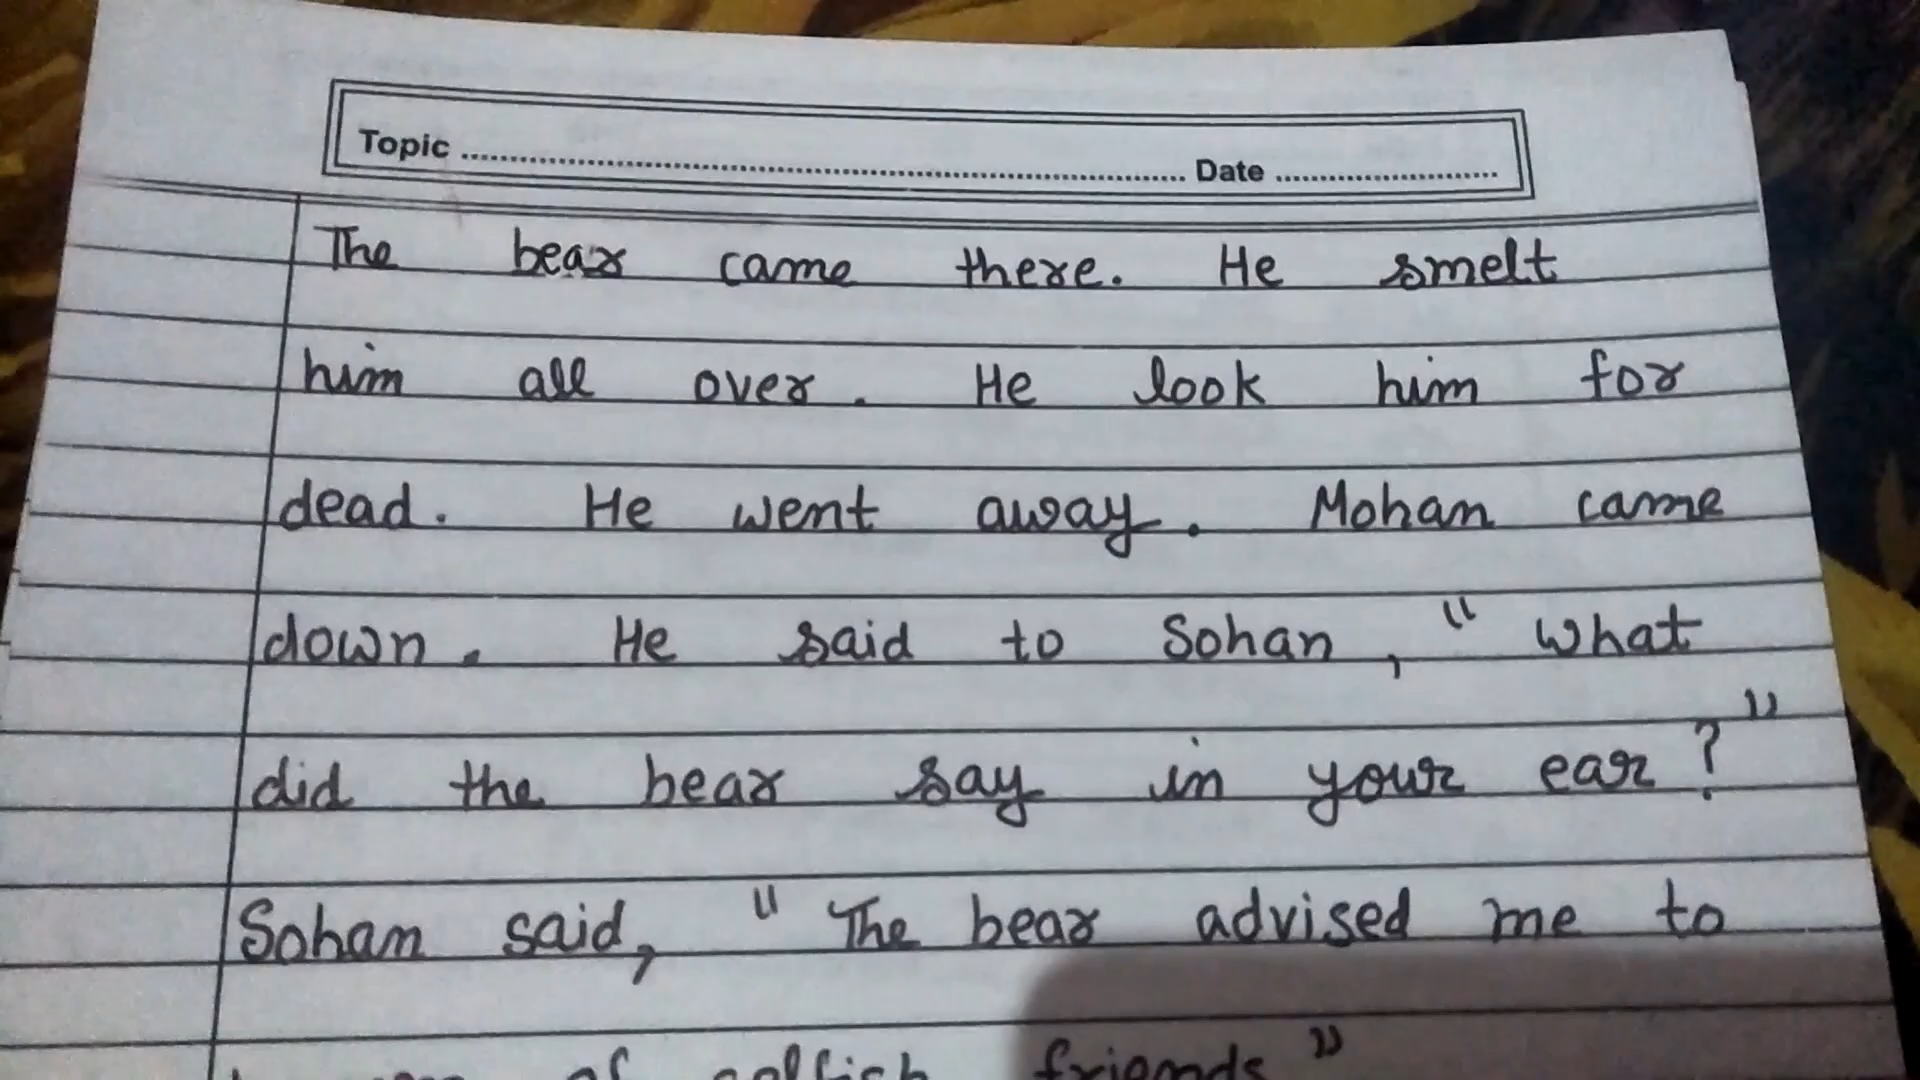 Topic ........................ Date ........................
The bear came there. He smelt
him all over. He look him for
dead. He went away. Mohan came
down. He said to Sohan, " What
did the bear say in your ear ? "
Sohan said, " The bear advised me to
of selfish friends "